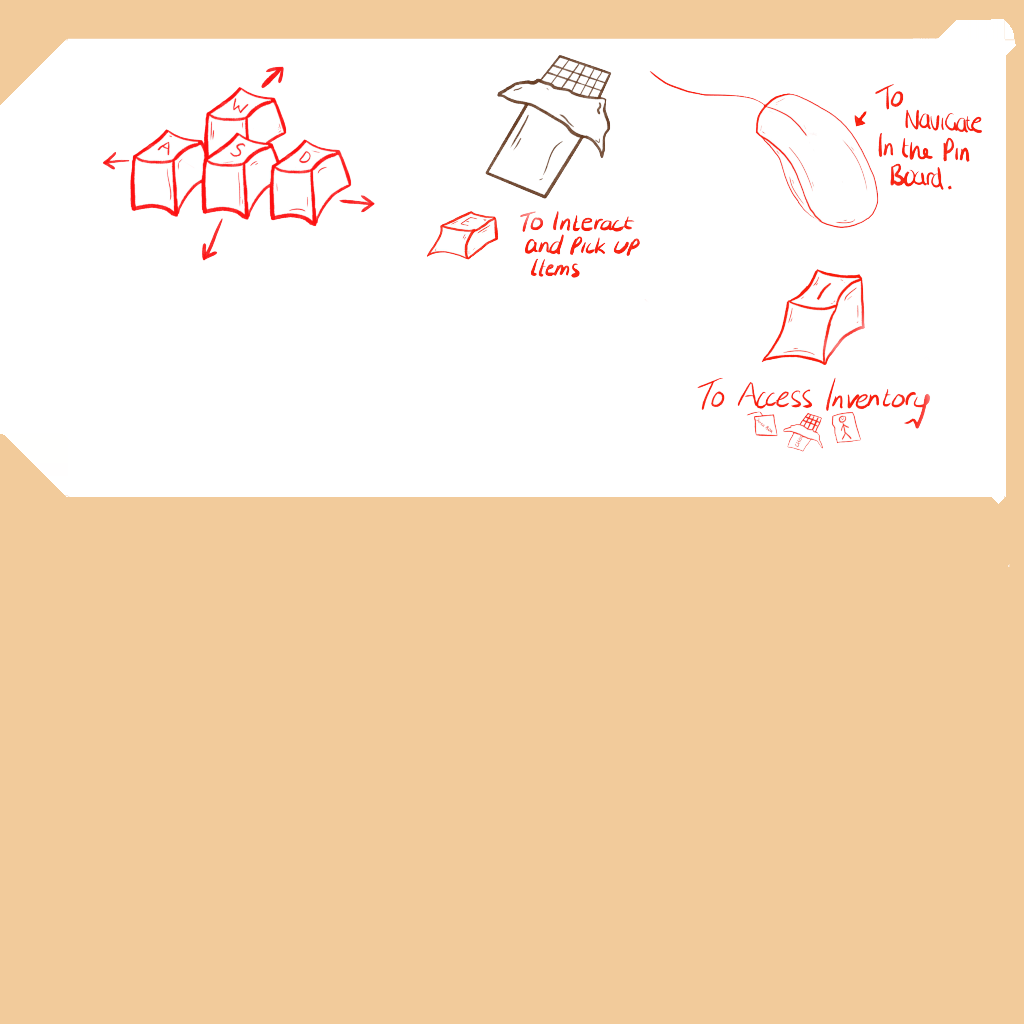 W
A S D
To Interact
and Pick up
Items
To
Navigate
In the Pin
Board.
I
To Access Inventory